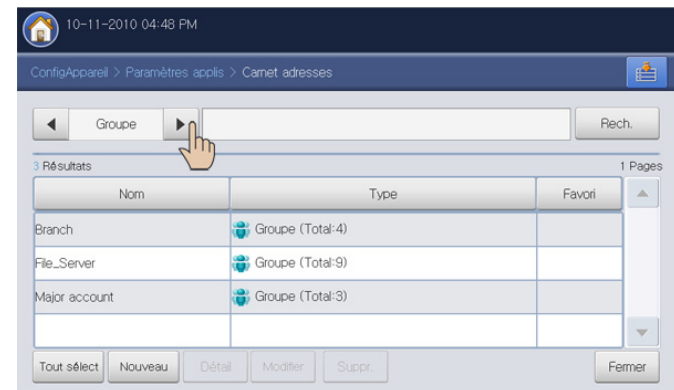 10-11-2010 04:48 PM
ConfigAppareil > Paramètres applis > Carnet adresses
Groupe Rech.
3 Résultats 1 Pages
Nom Type Favori
Branch Groupe (Total:4)
File_Server Groupe (Total:9)
Major account Groupe (Total:3)
Tout sélect Nouveau Détail Modifier Suppr. Fermer